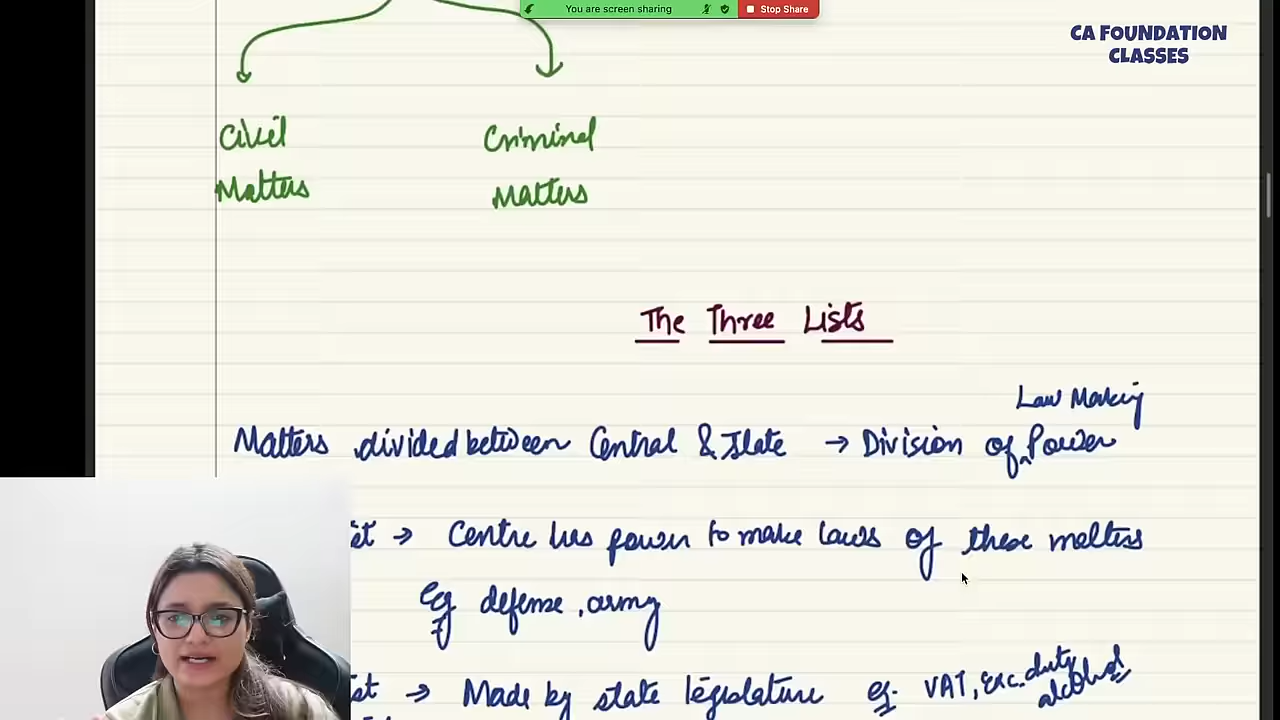 You are screen sharing
Stop Share
CA FOUNDATION
CLASSES
Civil
Matters
Criminal
Matters
The Three Lists
Law Making
Matters divided between Central & State → Division of Power
→ Centre has power to make laws of these matters
Eg defense, army
→ Made by state legislature eg. VAT, exc. duty
alcohol